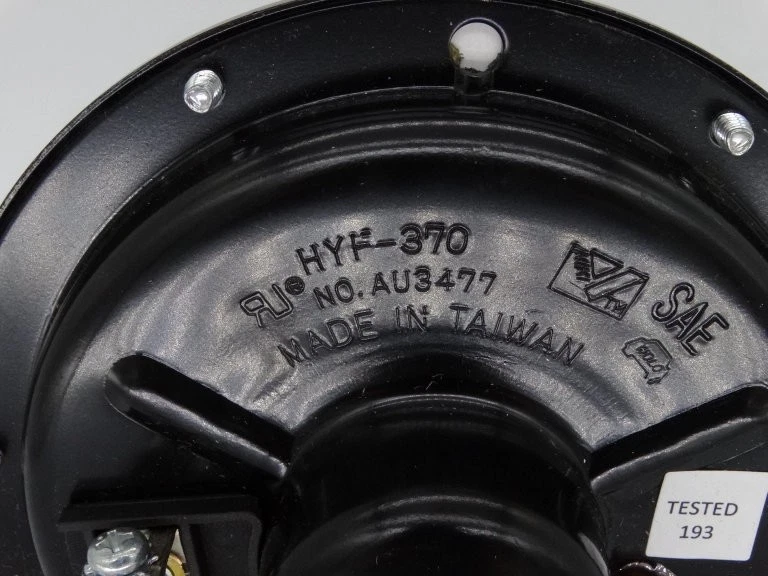 HYF-370
NO. AU3477
MADE IN TAIWAN
SAE
TESTED
193